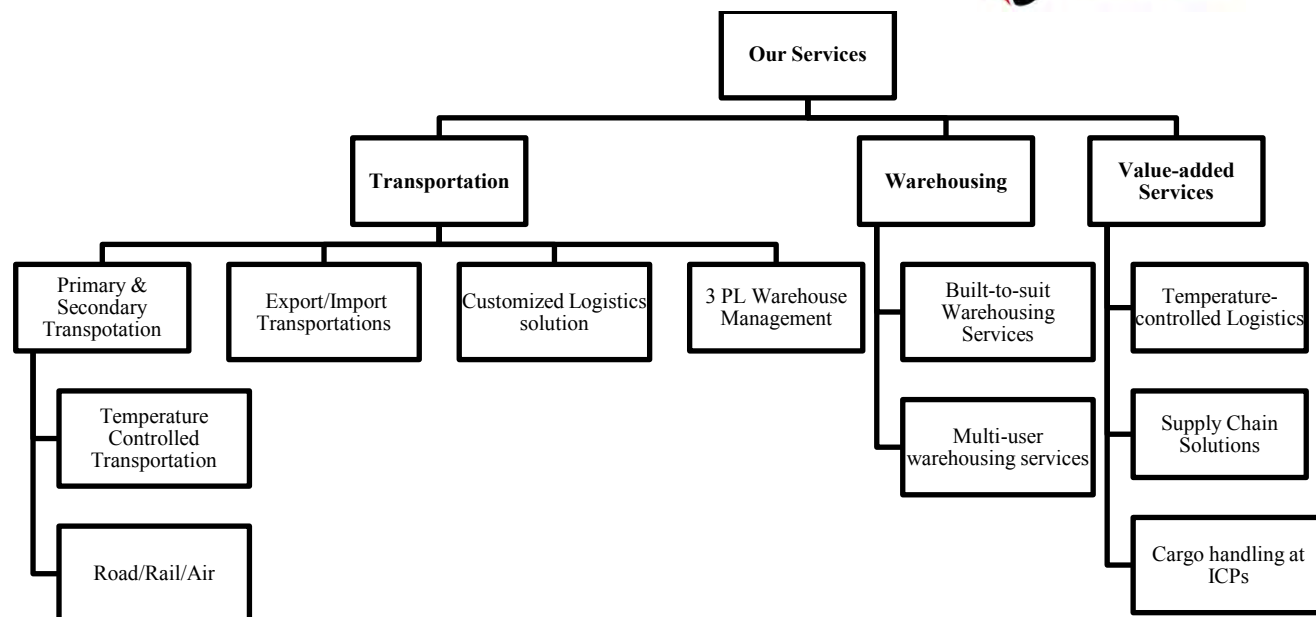 Our Services
Transportation
Warehousing
Value-added
Services
Primary &
Secondary
Transpotation
Export/Import
Transportations
Customized Logistics
solution
3 PL Warehouse
Management
Built-to-suit
Warehousing
Services
Temperature-
controlled Logistics
Temperature
Controlled
Transportation
Multi-user
warehousing services
Supply Chain
Solutions
Road/Rail/Air
Cargo handling at
ICPs